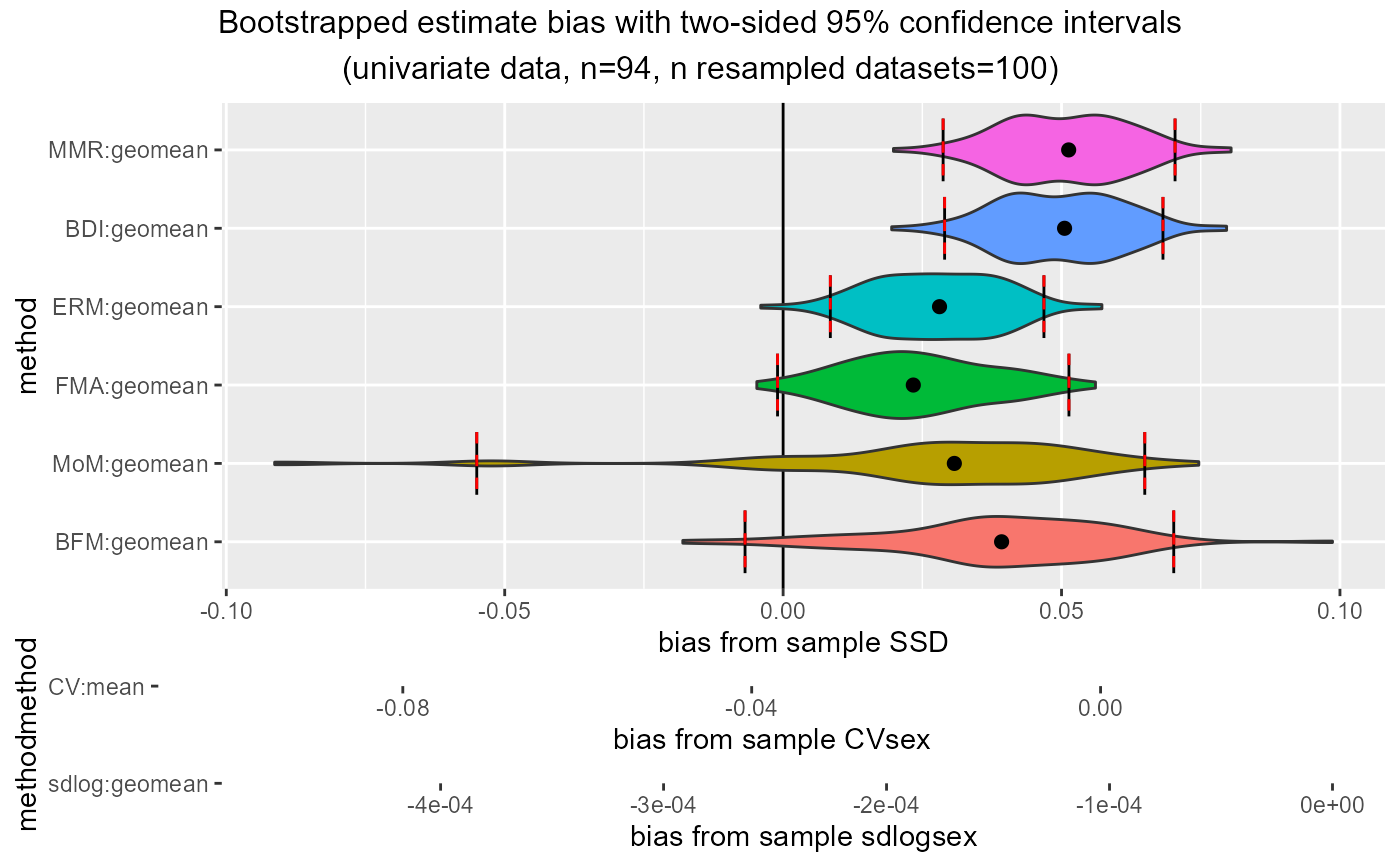 Bootstrapped estimate bias with two-sided 95% confidence intervals
(univariate data, n=94, n resampled datasets=100)
method
MMR:geomean
BDI:geomean
ERM:geomean
FMA:geomean
MoM:geomean
BFM:geomean
-0.10 -0.05 0.00 0.05 0.10
bias from sample SSD
method
CV:mean
-0.08 -0.04 0.00
bias from sample CVsex
method
sdlog:geomean
-4e-04 -3e-04 -2e-04 -1e-04 0e+00
bias from sample sdlogsex